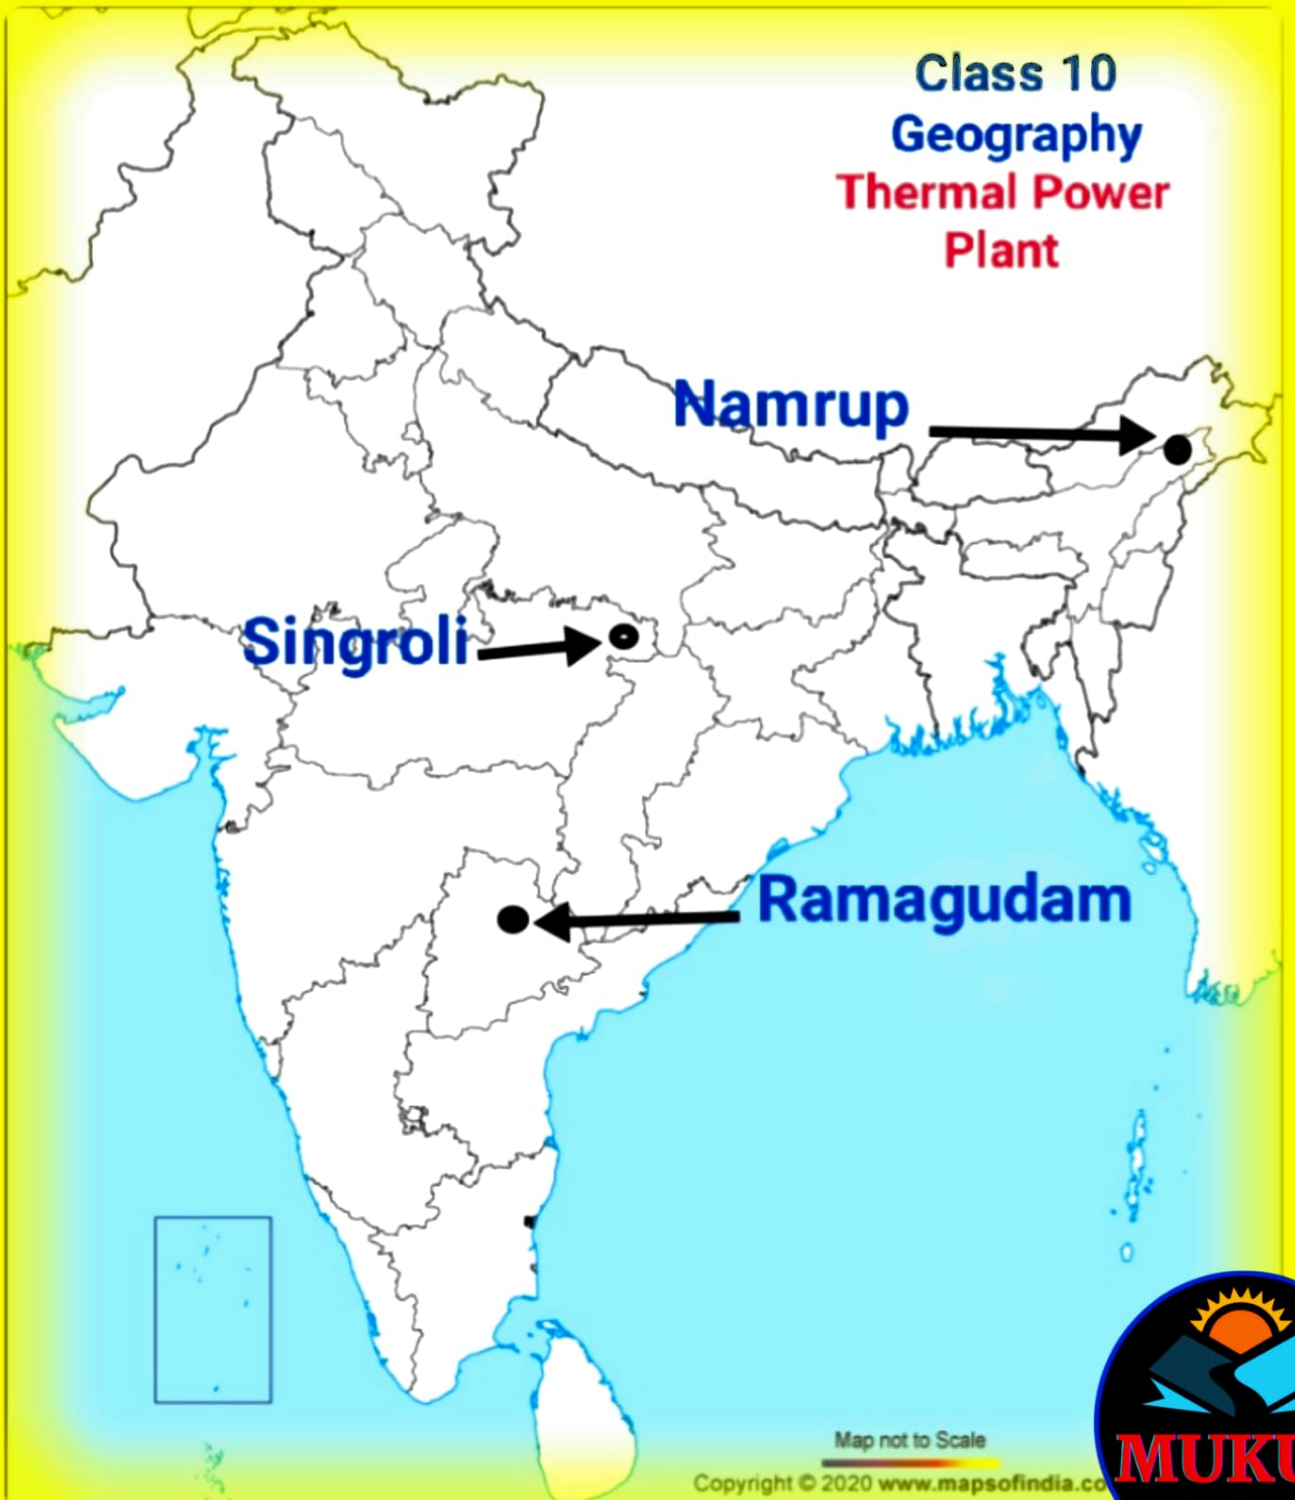 Class 10
Geography
Thermal Power
Plant
Namrup
Singroli
Ramagudam
Map not to Scale
Copyright © 2020 www.mapsofindia.co
MUKU